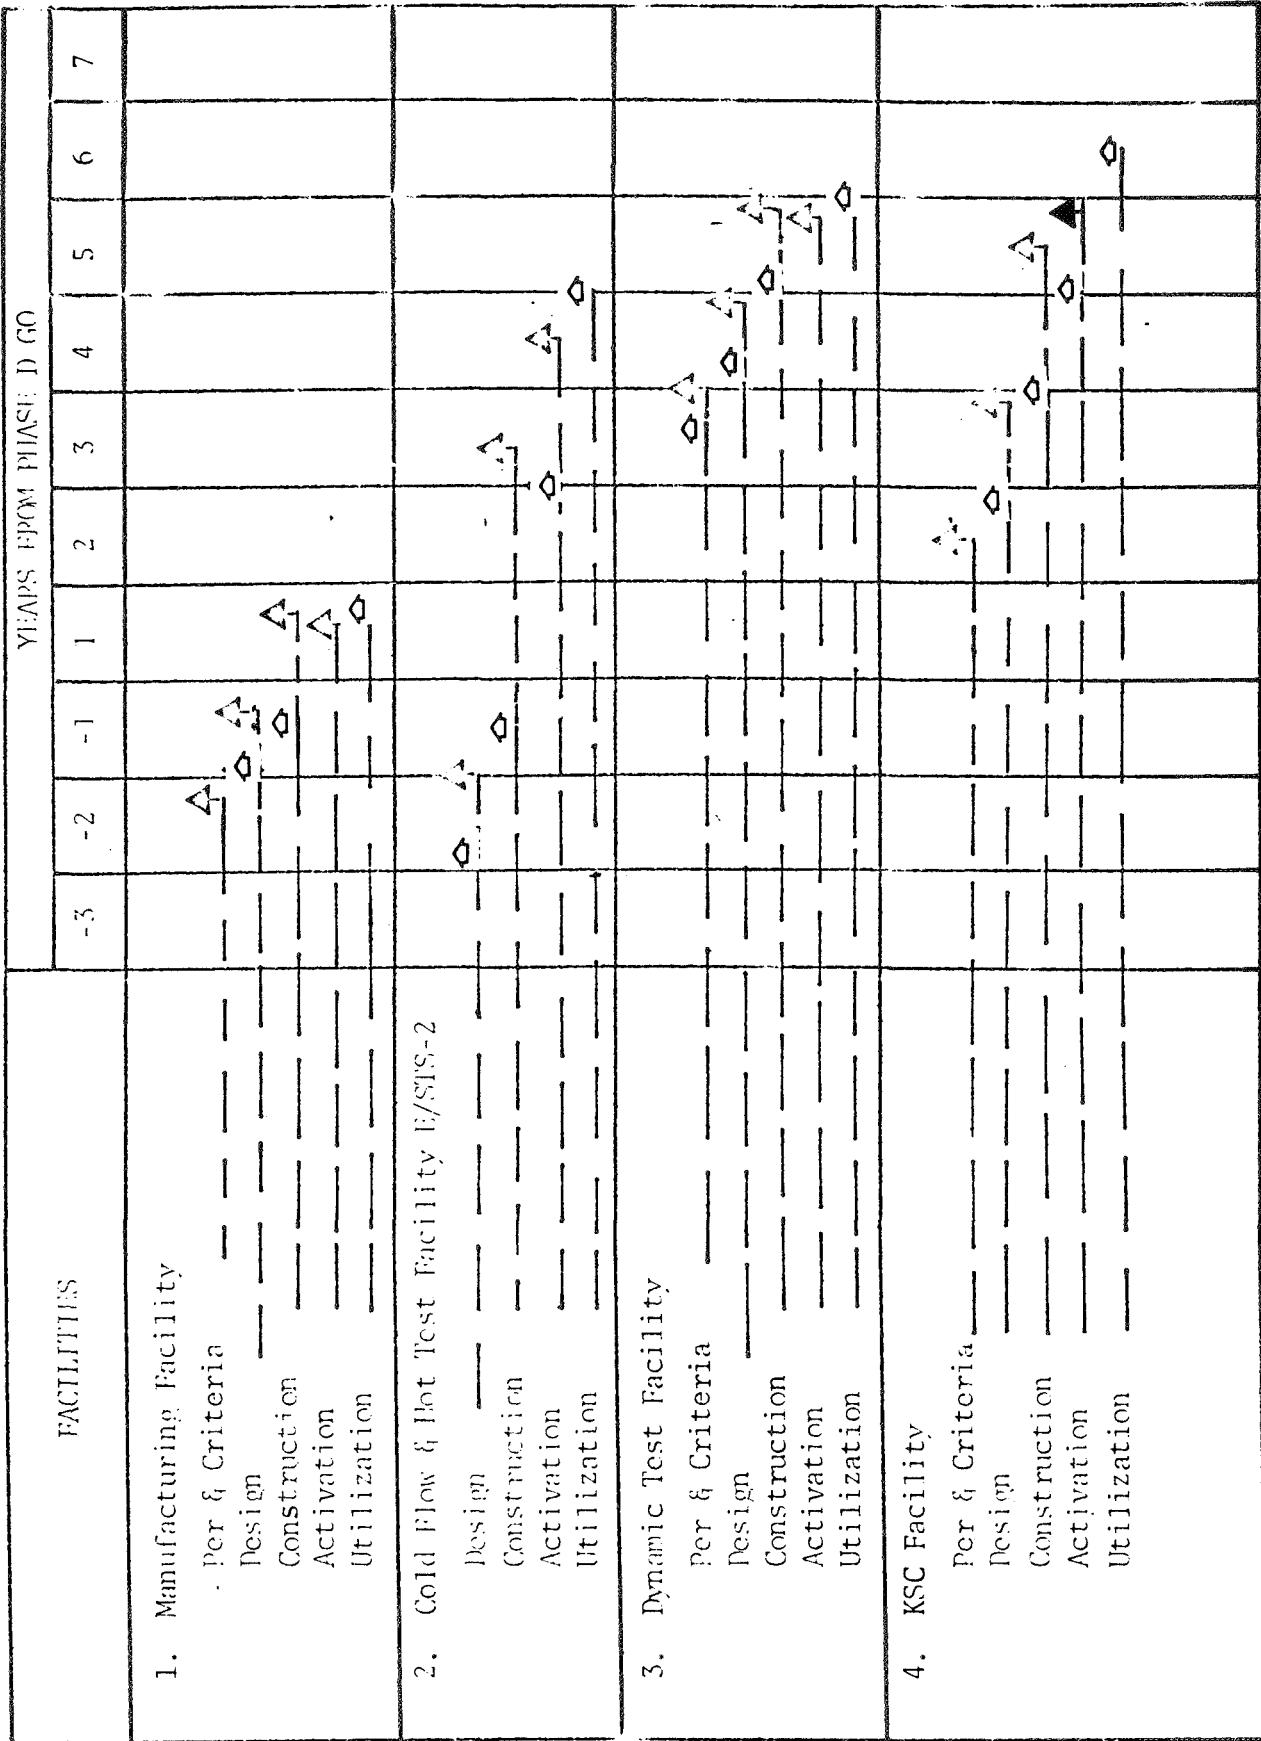 FACILITIES
YEARS FROM PHASE D GO
-3 -2 -1 1 2 3 4 5 6 7
1. Manufacturing Facility
Per & Criteria
Design
Construction
Activation
Utilization
2. Cold Flow & Hot Test Facility E/STS-2
Design
Construction
Activation
Utilization
3. Dynamic Test Facility
Per & Criteria
Design
Construction
Activation
Utilization
4. KSC Facility
Per & Criteria
Design
Construction
Activation
Utilization